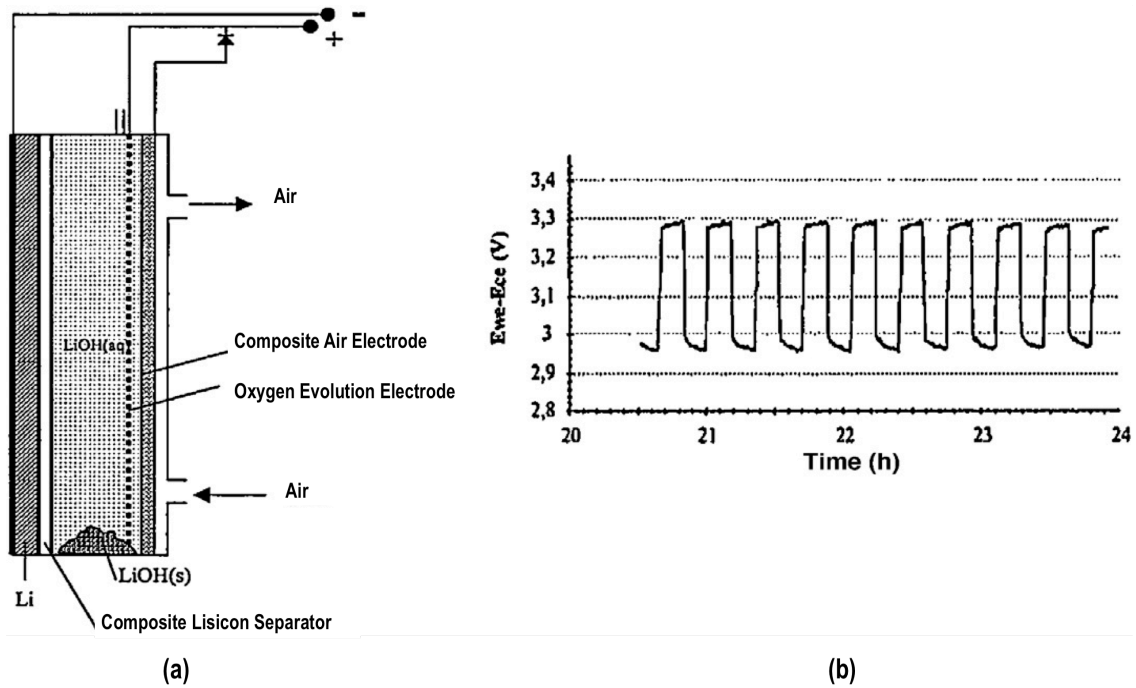 -
+
Air
LiOH(aq)
Composite Air Electrode
Oxygen Evolution Electrode
Air
LiOH(s)
Li
Composite Lisicon Separator
(a)
Ewe-Ece (V)
3,4
3,3
3,2
3,1
3
2,9
2,8
20 21 22 23 24
Time (h)
(b)